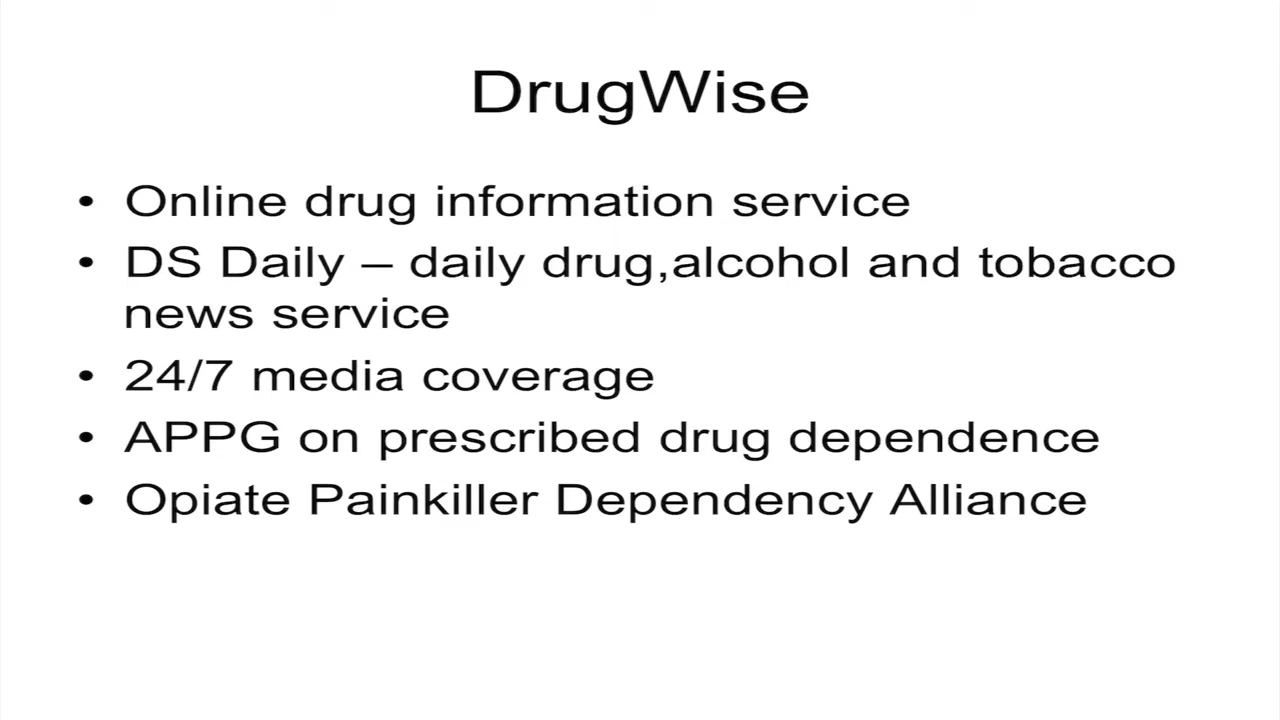 DrugWise
• Online drug information service
• DS Daily – daily drug,alcohol and tobacco
news service
• 24/7 media coverage
• APPG on prescribed drug dependence
• Opiate Painkiller Dependency Alliance